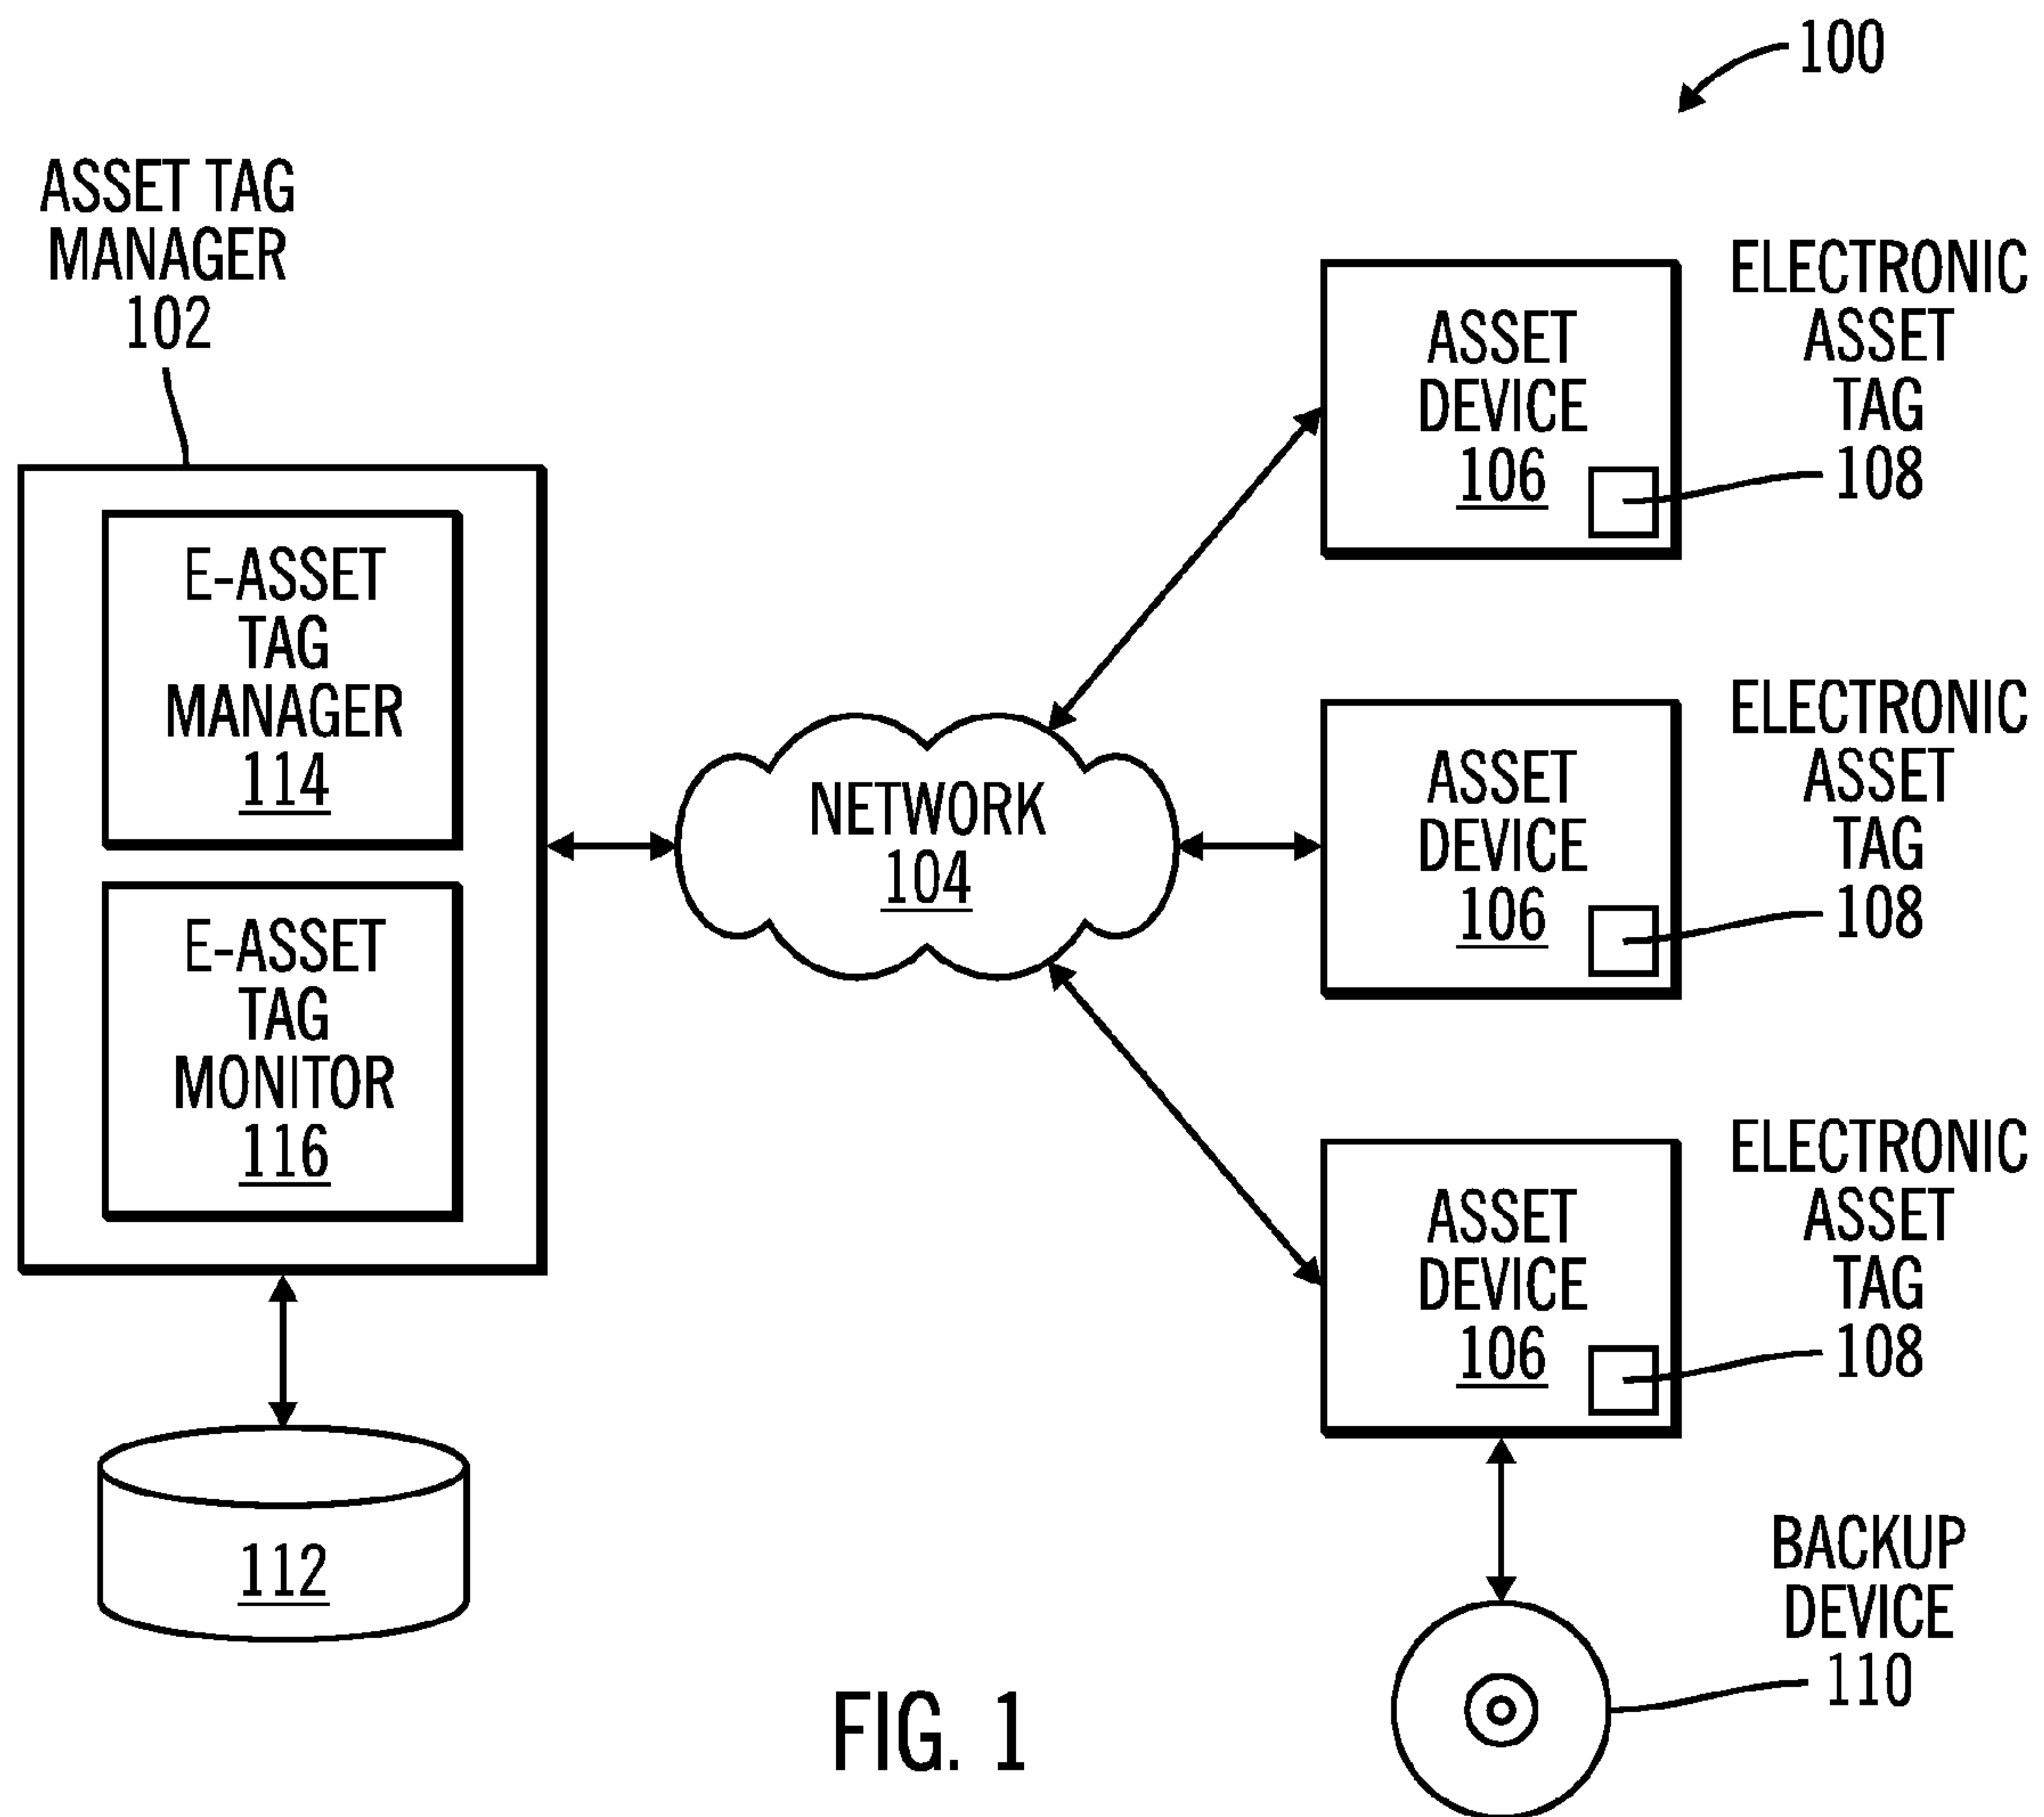 100
ASSET TAG
MANAGER
102
E-ASSET
TAG
MANAGER
114
E-ASSET
TAG
MONITOR
116
112
NETWORK
104
ASSET
DEVICE
106
ELECTRONIC
ASSET
TAG
108
ASSET
DEVICE
106
ELECTRONIC
ASSET
TAG
108
ASSET
DEVICE
106
ELECTRONIC
ASSET
TAG
108
BACKUP
DEVICE
110
FIG. 1